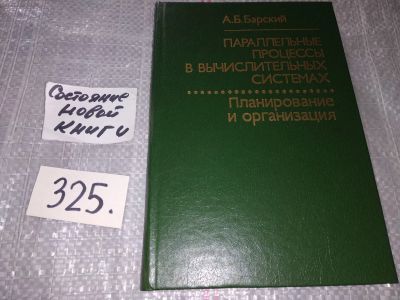 А.Б.Барский
ПАРАЛЛЕЛЬНЫЕ
ПРОЦЕССЫ
В ВЫЧИСЛИТЕЛЬНЫХ
СИСТЕМАХ
Планирование
и организация
Состояние
новой
книги
325.